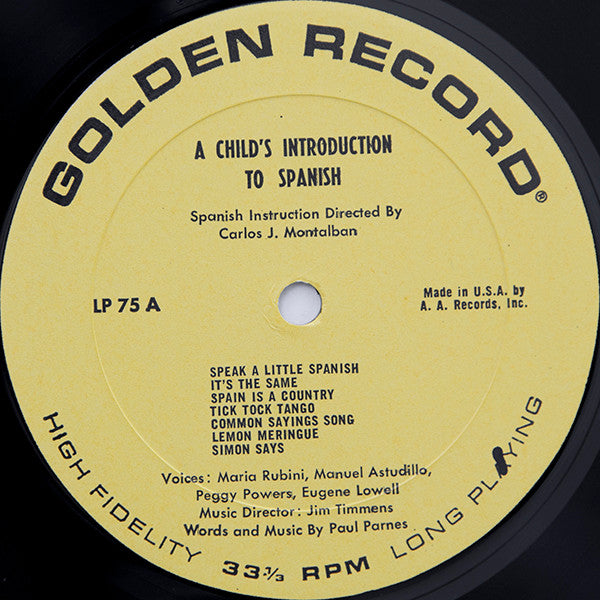 GOLDEN RECORD®
A CHILD'S INTRODUCTION
TO SPANISH
Spanish Instruction Directed By
Carlos J. Montalban
LP 75 A
Made in U.S.A. by
A. A. Records, Inc.
SPEAK A LITTLE SPANISH
IT'S THE SAME
SPAIN IS A COUNTRY
TICK TOCK TANGO
COMMON SAYINGS SONG
LEMON MERINGUE
SIMON SAYS
Voices: Maria Rubini, Manuel Astudillo,
Peggy Powers, Eugene Lowell
Music Director: Jim Timmens
Words and Music By Paul Parnes
HIGH FIDELITY 33⅓ RPM LONG PLAYING